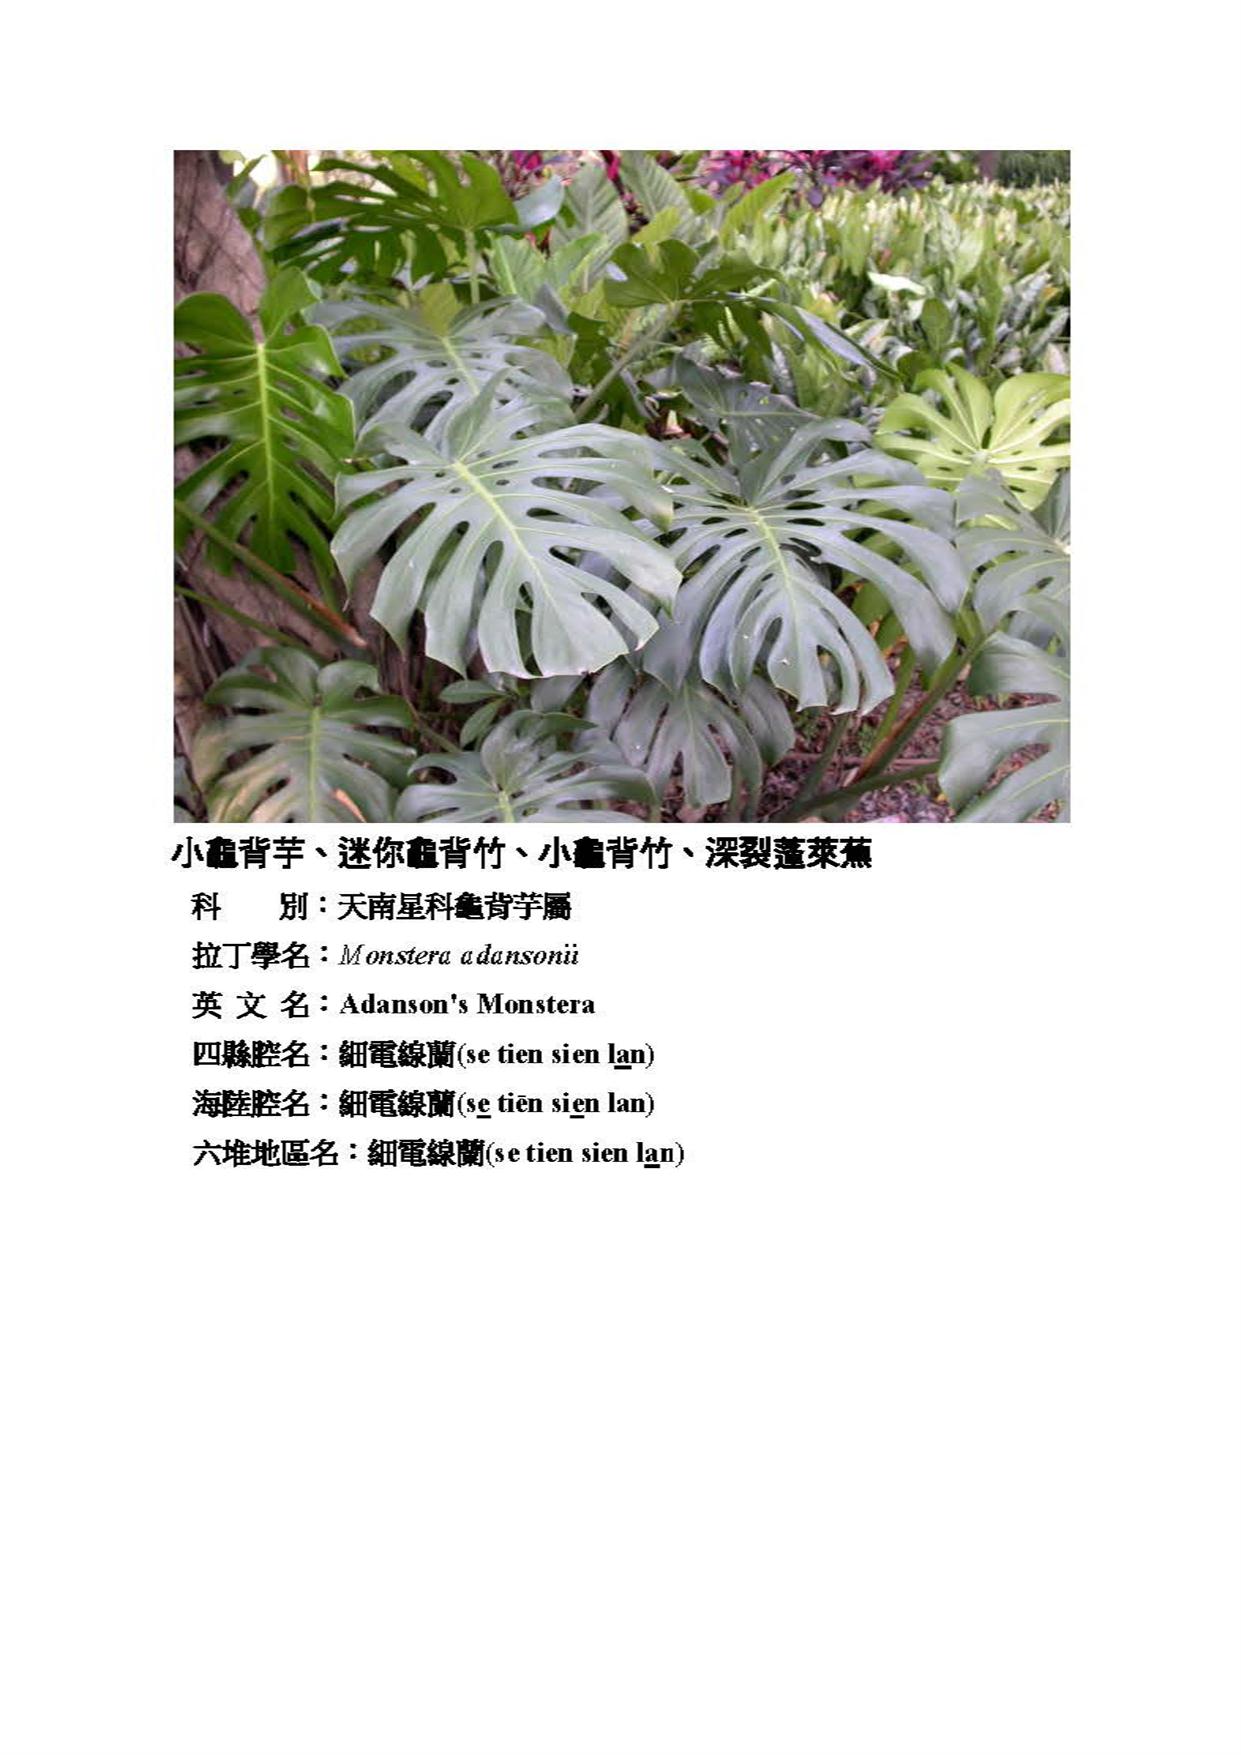 小龜背芋、迷你龜背竹、小龜背竹、深裂蓬萊蕉
科　　別：天南星科龜背芋屬
拉丁學名：Monstera adansonii
英 文 名：Adanson's Monstera
四縣腔名：細電線蘭(se tien sien lan)
海陸腔名：細電線蘭(se tiēn sien lan)
六堆地區名：細電線蘭(se tien sien lan)